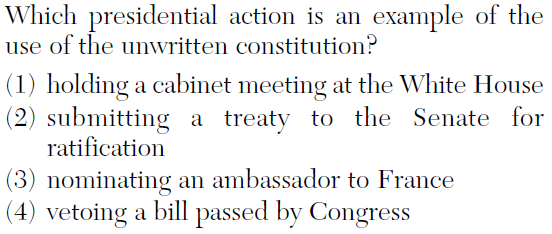 Which presidential action is an example of the
use of the unwritten constitution?
(1) holding a cabinet meeting at the White House
(2) submitting a treaty to the Senate for
ratification
(3) nominating an ambassador to France
(4) vetoing a bill passed by Congress